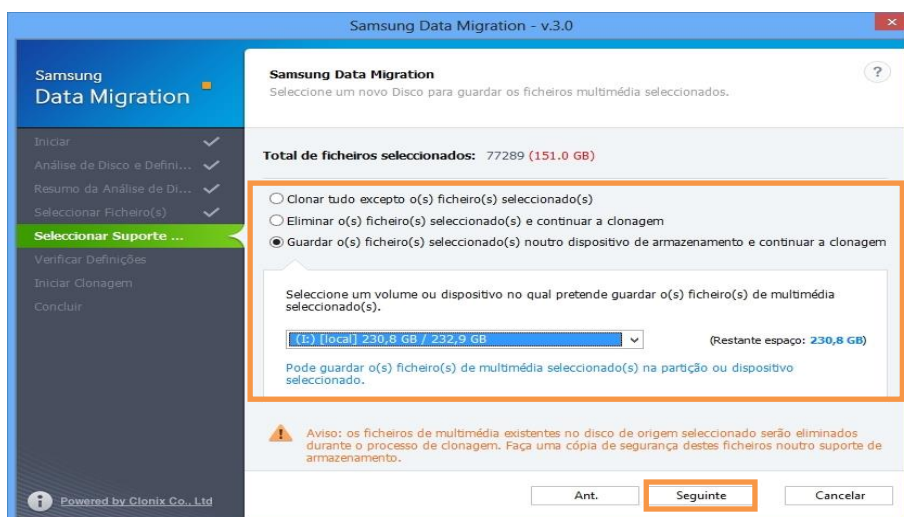 Samsung Data Migration - v.3.0
Samsung
Data Migration
Samsung Data Migration
?
Seleccione um novo Disco para guardar os ficheiros multimédia seleccionados.
Iniciar
Análise de Disco e Defini...
Resumo da Análise de Di...
Seleccionar Ficheiro(s)
Seleccionar Suporte ...
Verificar Definições
Iniciar Clonagem
Concluir
Total de ficheiros seleccionados: 77289 (151.0 GB)
Clonar tudo excepto o(s) ficheiro(s) seleccionado(s)
Eliminar o(s) ficheiro(s) seleccionado(s) e continuar a clonagem
Guardar o(s) ficheiro(s) seleccionado(s) noutro dispositivo de armazenamento e continuar a clonagem
Seleccione um volume ou dispositivo no qual pretende guardar o(s) ficheiro(s) de multimédia
seleccionado(s).
(I:) [local] 230,8 GB / 232,9 GB
(Restante espaço: 230,8 GB)
Pode guardar o(s) ficheiro(s) de multimédia seleccionado(s) na partição ou dispositivo
seleccionado.
Aviso: os ficheiros de multimédia existentes no disco de origem seleccionado serão eliminados
durante o processo de clonagem. Faça uma cópia de segurança destes ficheiros noutro suporte de
armazenamento.
Powered by Clonix Co., Ltd
Ant.
Seguinte
Cancelar